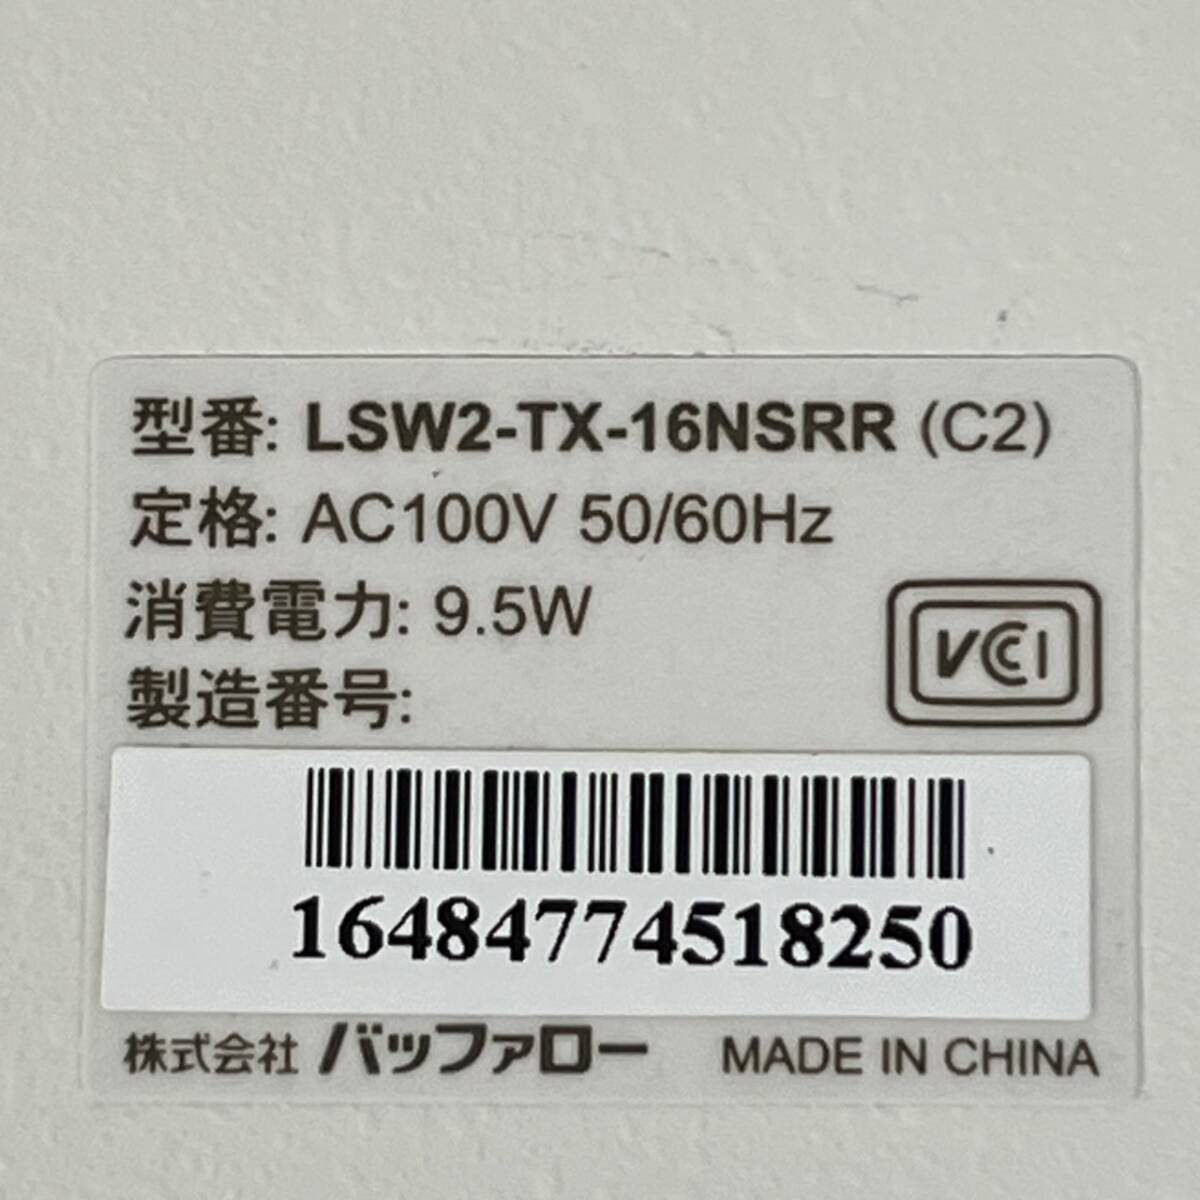 型番: LSW2-TX-16NSRR (C2)
定格: AC100V 50/60Hz
消費電力: 9.5W
VCCI
製造番号:
16484774518250
株式会社 バッファロー MADE IN CHINA